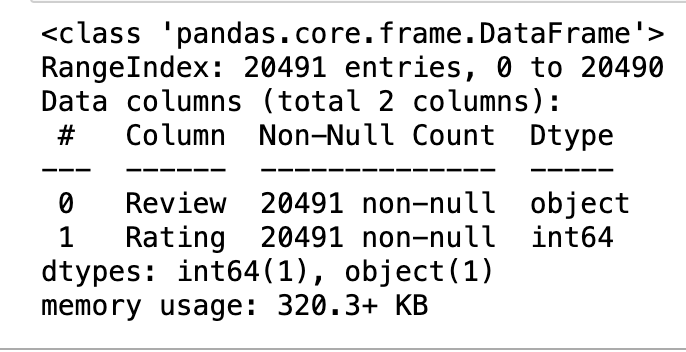 <class 'pandas.core.frame.DataFrame'>
RangeIndex: 20491 entries, 0 to 20490
Data columns (total 2 columns):
 #   Column  Non-Null Count  Dtype
---  ------  --------------  -----
 0   Review  20491 non-null  object
 1   Rating  20491 non-null  int64
dtypes: int64(1), object(1)
memory usage: 320.3+ KB